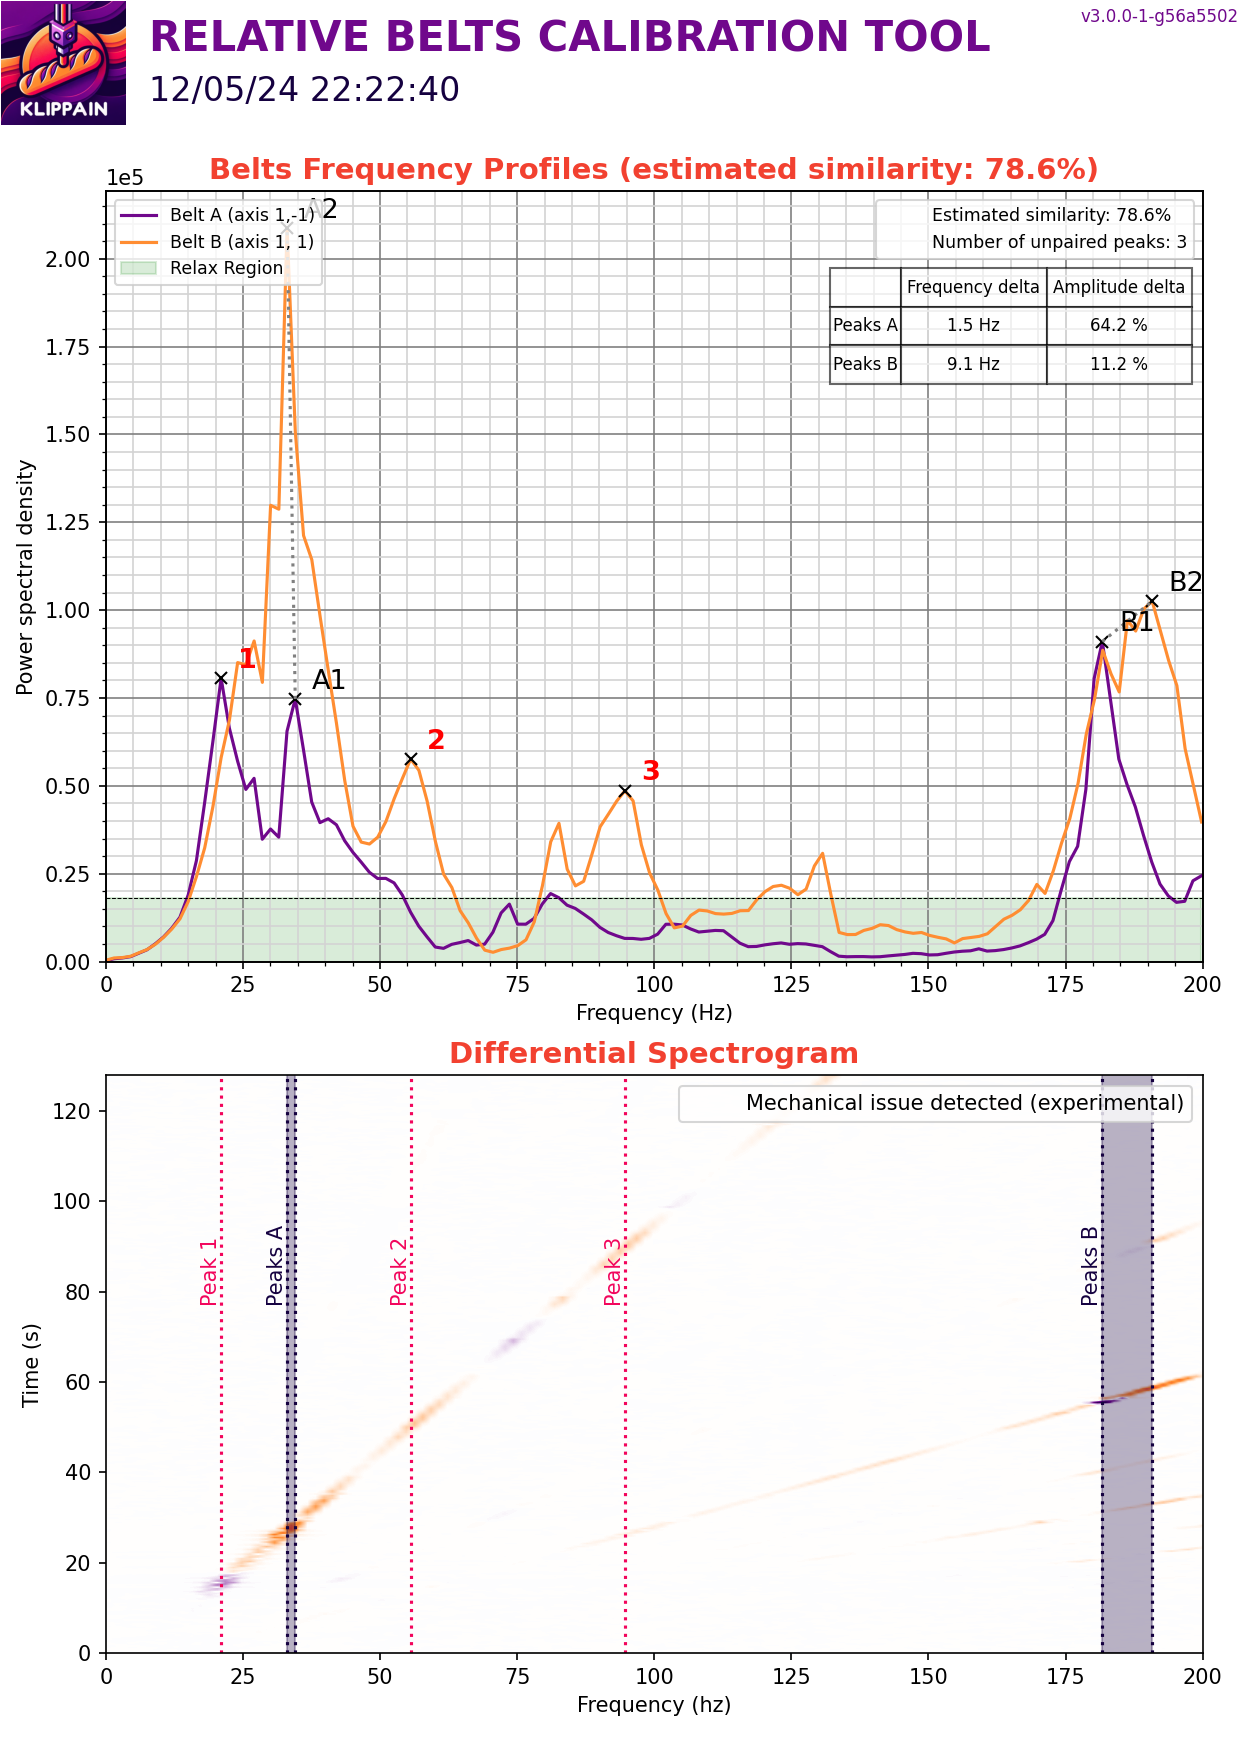 v3.0.0-1-g56a5502
RELATIVE BELTS CALIBRATION TOOL
12/05/24 22:22:40
KLIPPAIN
Belts Frequency Profiles (estimated similarity: 78.6%)
1e5
Belt A (axis 1,-1)
Belt B (axis 1, 1)
Relax Region
Estimated similarity: 78.6%
Number of unpaired peaks: 3
Frequency delta Amplitude delta
Peaks A 1.5 Hz 64.2 %
Peaks B 9.1 Hz 11.2 %
A2
A1
B2
B1
1
2
3
2.00
1.75
1.50
1.25
1.00
0.75
0.50
0.25
0.00
Power spectral density
0 25 50 75 100 125 150 175 200
Frequency (Hz)
Differential Spectrogram
Mechanical issue detected (experimental)
Peak 1
Peaks A
Peak 2
Peak 3
Peaks B
120
100
80
60
40
20
0
Time (s)
0 25 50 75 100 125 150 175 200
Frequency (hz)